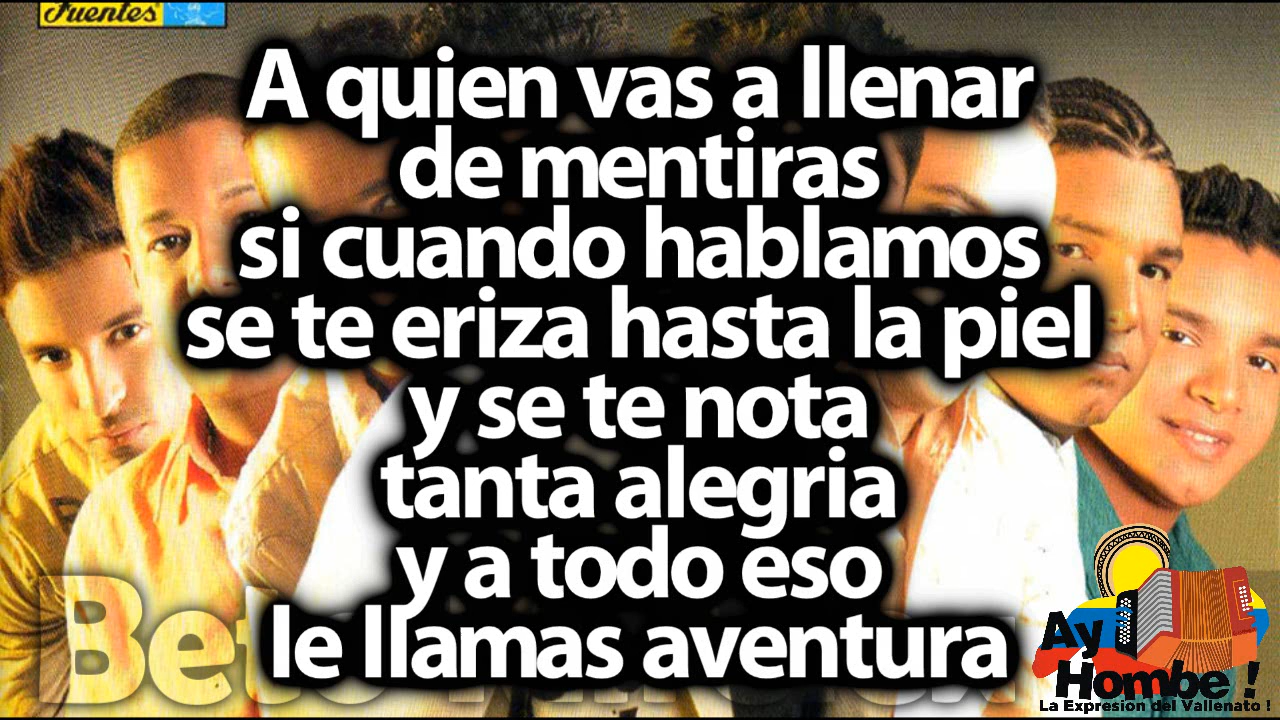 Fuentes
A quien vas a llenar
de mentiras
si cuando hablamos
se te eriza hasta la piel
y se te nota
tanta alegria
y a todo eso
le llamas aventura
Ay
Hombe !
La Expresion del Vallenato !